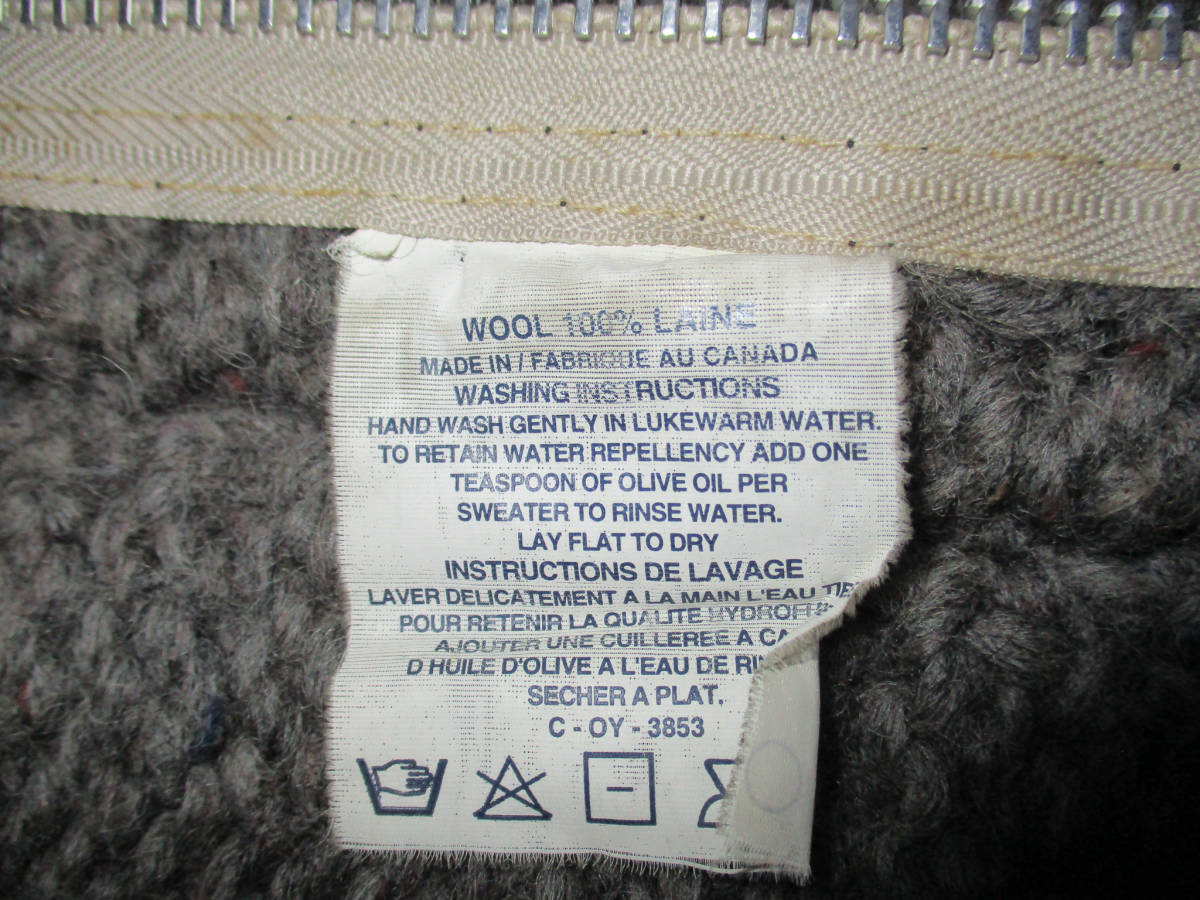 WOOL 100% LAINE
MADE IN / FABRIQUE AU CANADA
WASHING INSTRUCTIONS
HAND WASH GENTLY IN LUKEWARM WATER.
TO RETAIN WATER REPELLENCY ADD ONE
TEASPOON OF OLIVE OIL PER
SWEATER TO RINSE WATER.
LAY FLAT TO DRY
INSTRUCTIONS DE LAVAGE
LAVER DELICATEMENT A LA MAIN L'EAU
POUR RETENIR LA QUALITE
AJOUTER UNE CUILLEREE A
D HUILE D'OLIVE A L'EAU DE
SECHER A PLAT.
C - OY - 3853